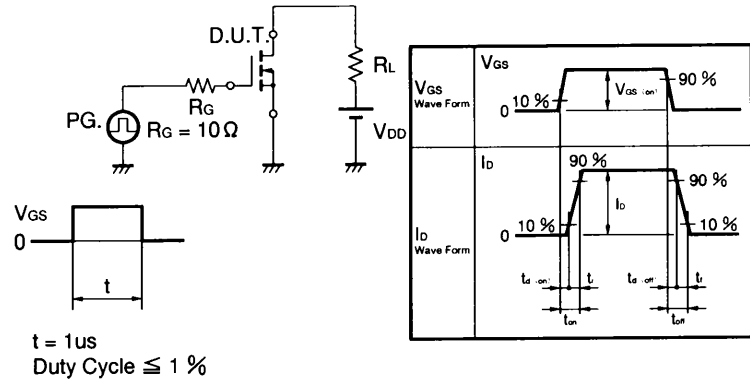 D.U.T.
RL
RG
PG.
RG = 10Ω
VDD
VGS
0
t
t = 1us
Duty Cycle ≦ 1 %
VGS
Wave Form
VGS
10 %
0
VGS (on)
90 %
ID
Wave Form
ID
90 %
90 %
ID
10 %
10 %
0
td (on)
tr
td (off)
tf
ton
toff